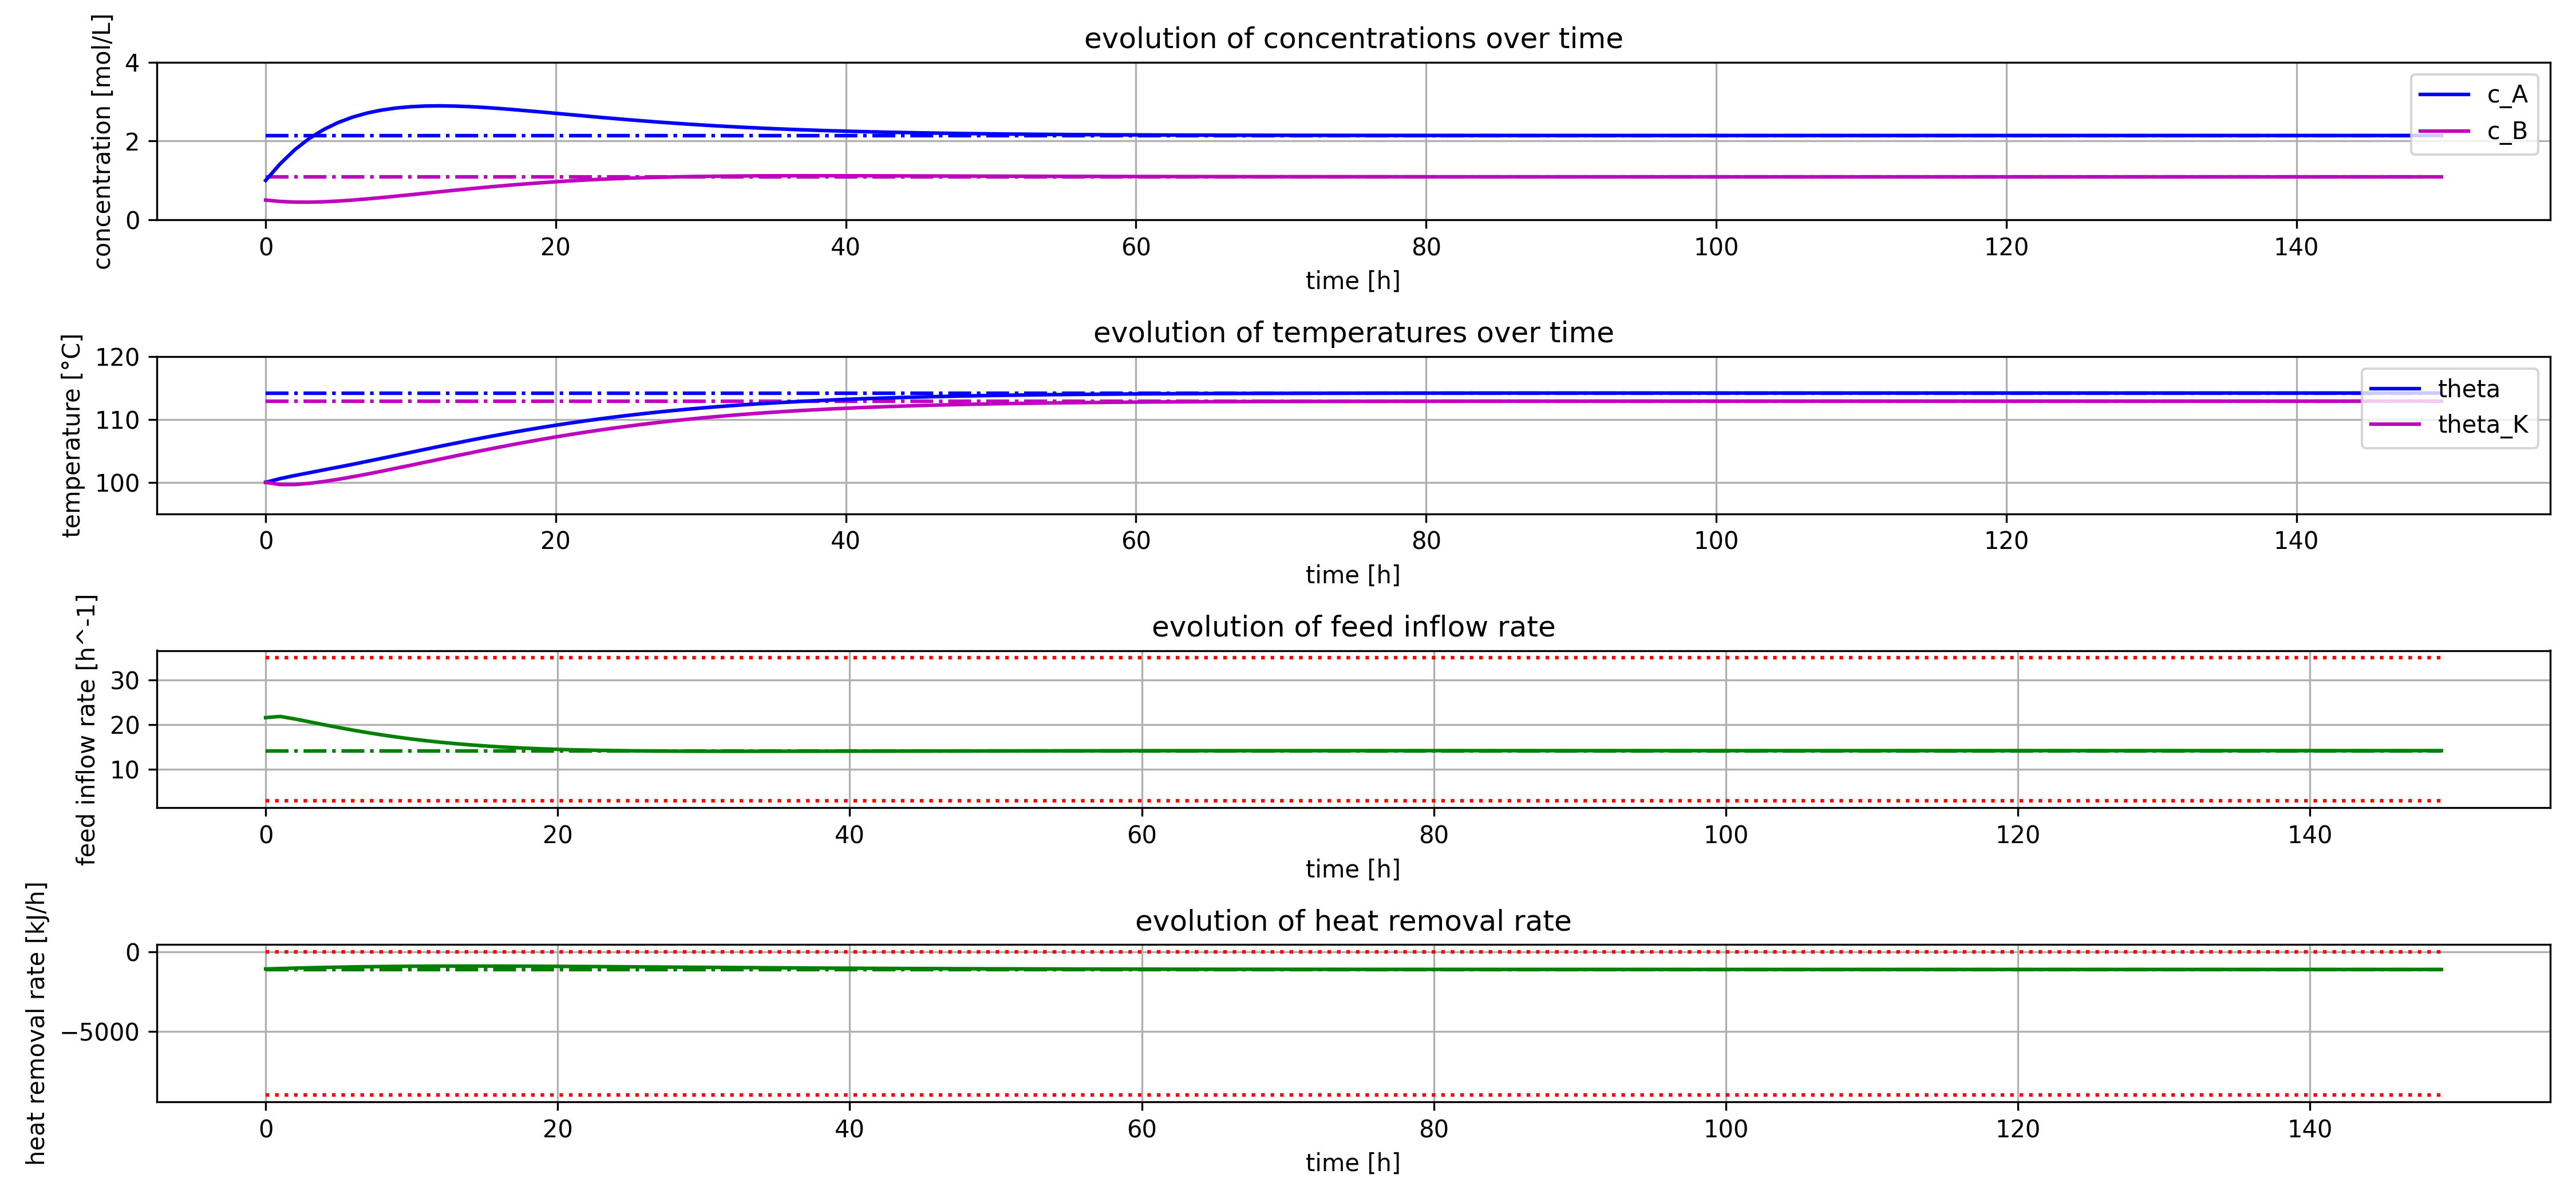 evolution of concentrations over time
concentration [mol/L]
4
2
0
c_A
c_B
0 20 40 60 80 100 120 140
time [h]
evolution of temperatures over time
temperature [°C]
120
110
100
theta
theta_K
0 20 40 60 80 100 120 140
time [h]
evolution of feed inflow rate
feed inflow rate [h^-1]
30
20
10
0 20 40 60 80 100 120 140
time [h]
evolution of heat removal rate
heat removal rate [kJ/h]
0
−5000
0 20 40 60 80 100 120 140
time [h]